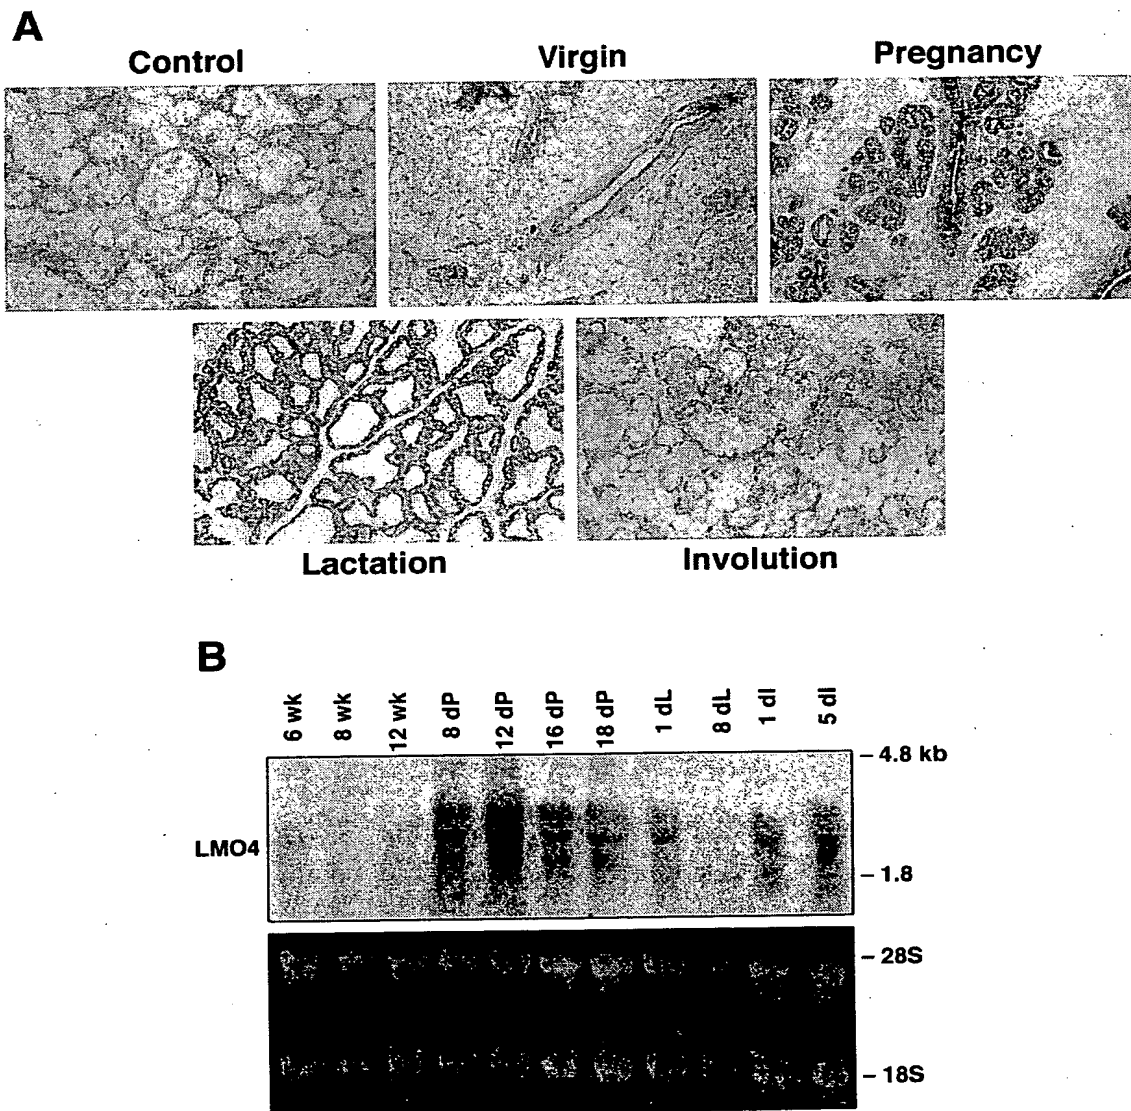 A
Control
Virgin
Pregnancy
Lactation
Involution
B
6 wk
8 wk
12 wk
8 dP
12 dP
16 dP
18 dP
1 dL
8 dL
1 dI
5 dI
– 4.8 kb
LMO4
– 1.8
– 28S
– 18S